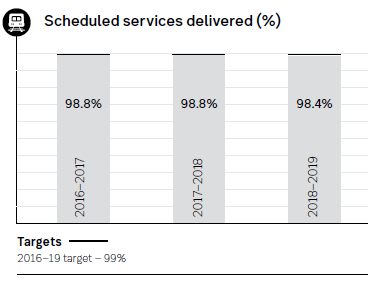 Scheduled services delivered (%)
98.8%
98.8%
98.4%
2016–2017
2017–2018
2018–2019
Targets
2016–19 target – 99%